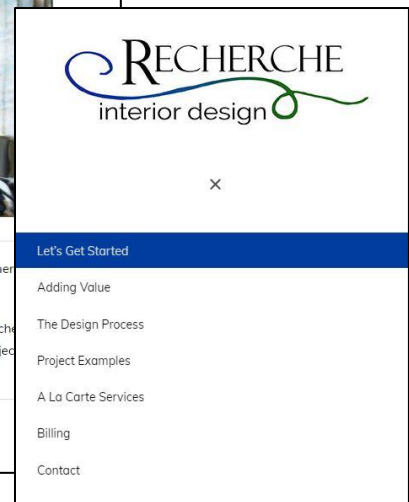 RECHERCHE
interior design
×
Let's Get Started
Adding Value
The Design Process
Project Examples
A La Carte Services
Billing
Contact